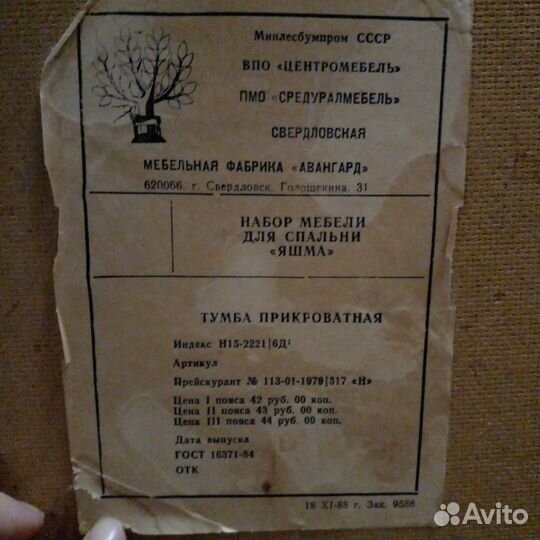 Минлесбумпром СССР
ВПО «ЦЕНТРОМЕБЕЛЬ»
ПМО «СРЕДУРАЛМЕБЕЛЬ»
СВЕРДЛОВСКАЯ
МЕБЕЛЬНАЯ ФАБРИКА «АВАНГАРД»
620066. г. Свердловск, Голощекина, 31
НАБОР МЕБЕЛИ
ДЛЯ СПАЛЬНИ
«ЯШМА»
ТУМБА ПРИКРОВАТНАЯ
Индекс Н15-2221|6Д¹
Артикул
Прейскурант № 113-01-1979|317 «Н»
Цена I пояса 42 руб. 00 коп.
Цена II пояса 43 руб. 00 коп.
Цена III пояса 44 руб. 00 коп.
Дата выпуска
ГОСТ 16371-84
ОТК
18 XI-88 г. Зак. 9588
Avito